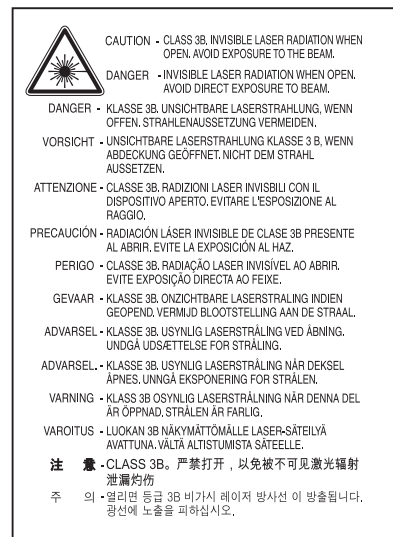 CAUTION - CLASS 3B. INVISIBLE LASER RADIATION WHEN
OPEN. AVOID EXPOSURE TO THE BEAM.
DANGER - INVISIBLE LASER RADIATION WHEN OPEN.
AVOID DIRECT EXPOSURE TO BEAM.
DANGER - KLASSE 3B. UNSICHTBARE LASERSTRAHLUNG, WENN
OFFEN. STRAHLENAUSSETZUNG VERMEIDEN.
VORSICHT - UNSICHTBARE LASERSTRAHLUNG KLASSE 3 B, WENN
ABDECKUNG GEÖFFNET. NICHT DEM STRAHL
AUSSETZEN.
ATTENZIONE - CLASSE 3B. RADIZIONI LASER INVISBILI CON IL
DISPOSITIVO APERTO. EVITARE L'ESPOSIZIONE AL
RAGGIO.
PRECAUCIÓN - RADIACIÓN LÁSER INVISIBLE DE CLASE 3B PRESENTE
AL ABRIR. EVITE LA EXPOSICIÓN AL HAZ.
PERIGO - CLASSE 3B. RADIAÇÃO LASER INVISÍVEL AO ABRIR.
EVITE EXPOSIÇÃO DIRECTA AO FEIXE.
GEVAAR - KLASSE 3B. ONZICHTBARE LASERSTRALING INDIEN
GEOPEND. VERMIJD BLOOTSTELLING AAN DE STRAAL.
ADVARSEL - KLASSE 3B. USYNLIG LASERSTRÅLING VED ÅBNING.
UNDGÅ UDSÆTTELSE FOR STRÅLING.
ADVARSEL. - KLASSE 3B. USYNLIG LASERSTRÅLING NÅR DEKSEL
ÅPNES. UNNGÅ EKSPONERING FOR STRÅLEN.
VARNING - KLASS 3B OSYNLIG LASERSTRÅLNING NÄR DENNA DEL
ÄR ÖPPNAD. STRÅLEN ÄR FARLIG.
VAROITUS - LUOKAN 3B NÄKYMÄTTÖMÄLLE LASER-SÄTEILYÄ
AVATTUNA. VÄLTÄ ALTISTUMISTA SÄTEELLE.
注 意 - CLASS 3B。严禁打开，以免被不可见激光辐射
泄漏灼伤
주 의 - 열리면 등급 3B 비가시 레이저 방사선 이 방출됩니다.
광선에 노출을 피하십시오.